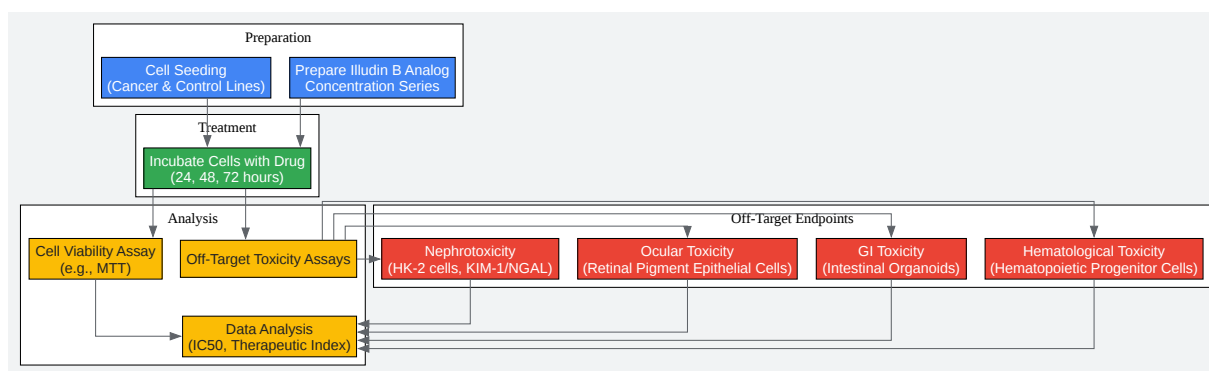 Preparation
Cell Seeding
(Cancer & Control Lines)
Prepare Illudin B Analog
Concentration Series
Treatment
Incubate Cells with Drug
(24, 48, 72 hours)
Analysis
Cell Viability Assay
(e.g., MTT)
Off-Target Toxicity Assays
Data Analysis
(IC50, Therapeutic Index)
Off-Target Endpoints
Nephrotoxicity
(HK-2 cells, KIM-1/NGAL)
Ocular Toxicity
(Retinal Pigment Epithelial Cells)
GI Toxicity
(Intestinal Organoids)
Hematological Toxicity
(Hematopoietic Progenitor Cells)